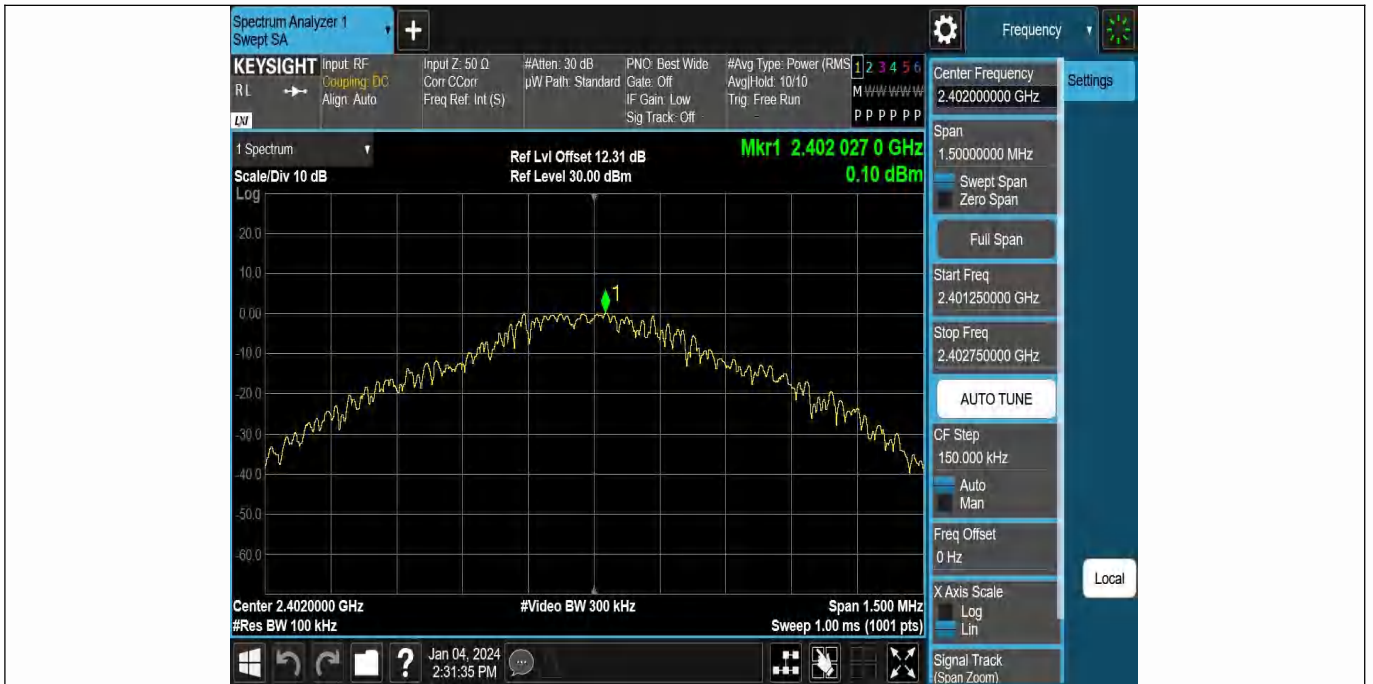 Spectrum Analyzer 1
Swept SA
+
Frequency
KEYSIGHT
RL
LXI
Input: RF
Coupling: DC
Align: Auto
Input Z: 50 Ω
Corr CCorr
Freq Ref: Int (S)
#Atten: 30 dB
µW Path: Standard
PNO: Best Wide
Gate: Off
IF Gain: Low
Sig Track: Off
#Avg Type: Power (RMS
Avg|Hold: 10/10
Trig: Free Run
1 2 3 4 5 6
M W W W W W
P P P P P P
1 Spectrum
Scale/Div 10 dB
Log
Ref Lvl Offset 12.31 dB
Ref Level 30.00 dBm
Mkr1 2.402 027 0 GHz
0.10 dBm
20.0
10.0
0.00
-10.0
-20.0
-30.0
-40.0
-50.0
-60.0
1
Center 2.4020000 GHz
#Res BW 100 kHz
#Video BW 300 kHz
Span 1.500 MHz
Sweep 1.00 ms (1001 pts)
Jan 04, 2024
2:31:35 PM
?
Center Frequency
2.402000000 GHz
Settings
Span
1.50000000 MHz
Swept Span
Zero Span
Full Span
Start Freq
2.401250000 GHz
Stop Freq
2.402750000 GHz
AUTO TUNE
CF Step
150.000 kHz
Auto
Man
Freq Offset
0 Hz
X Axis Scale
Log
Lin
Local
Signal Track
(Span Zoom)